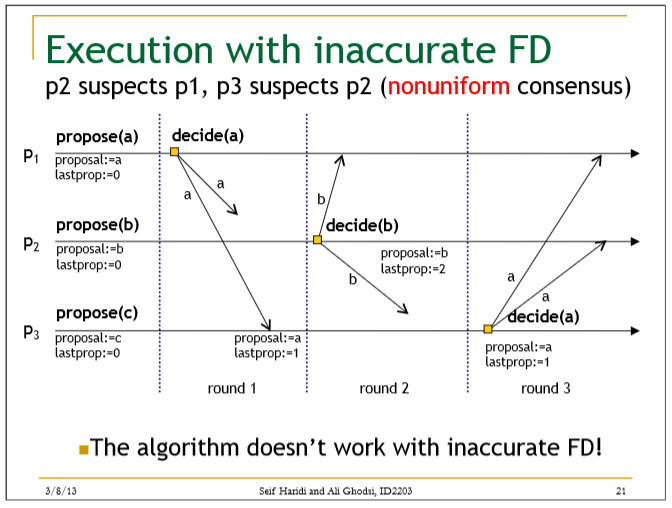 Execution with inaccurate FD
p2 suspects p1, p3 suspects p2 (nonuniform consensus)
propose(a)
decide(a)
P1
proposal:=a
lastprop:=0
a
a
b
propose(b)
decide(b)
P2
proposal:=b
lastprop:=0
proposal:=b
lastprop:=2
b
a
a
propose(c)
decide(a)
P3
proposal:=c
lastprop:=0
proposal:=a
lastprop:=1
proposal:=a
lastprop:=1
round 1
round 2
round 3
The algorithm doesn't work with inaccurate FD!
3/8/13
Seif Haridi and Ali Ghodsi, ID2203
21